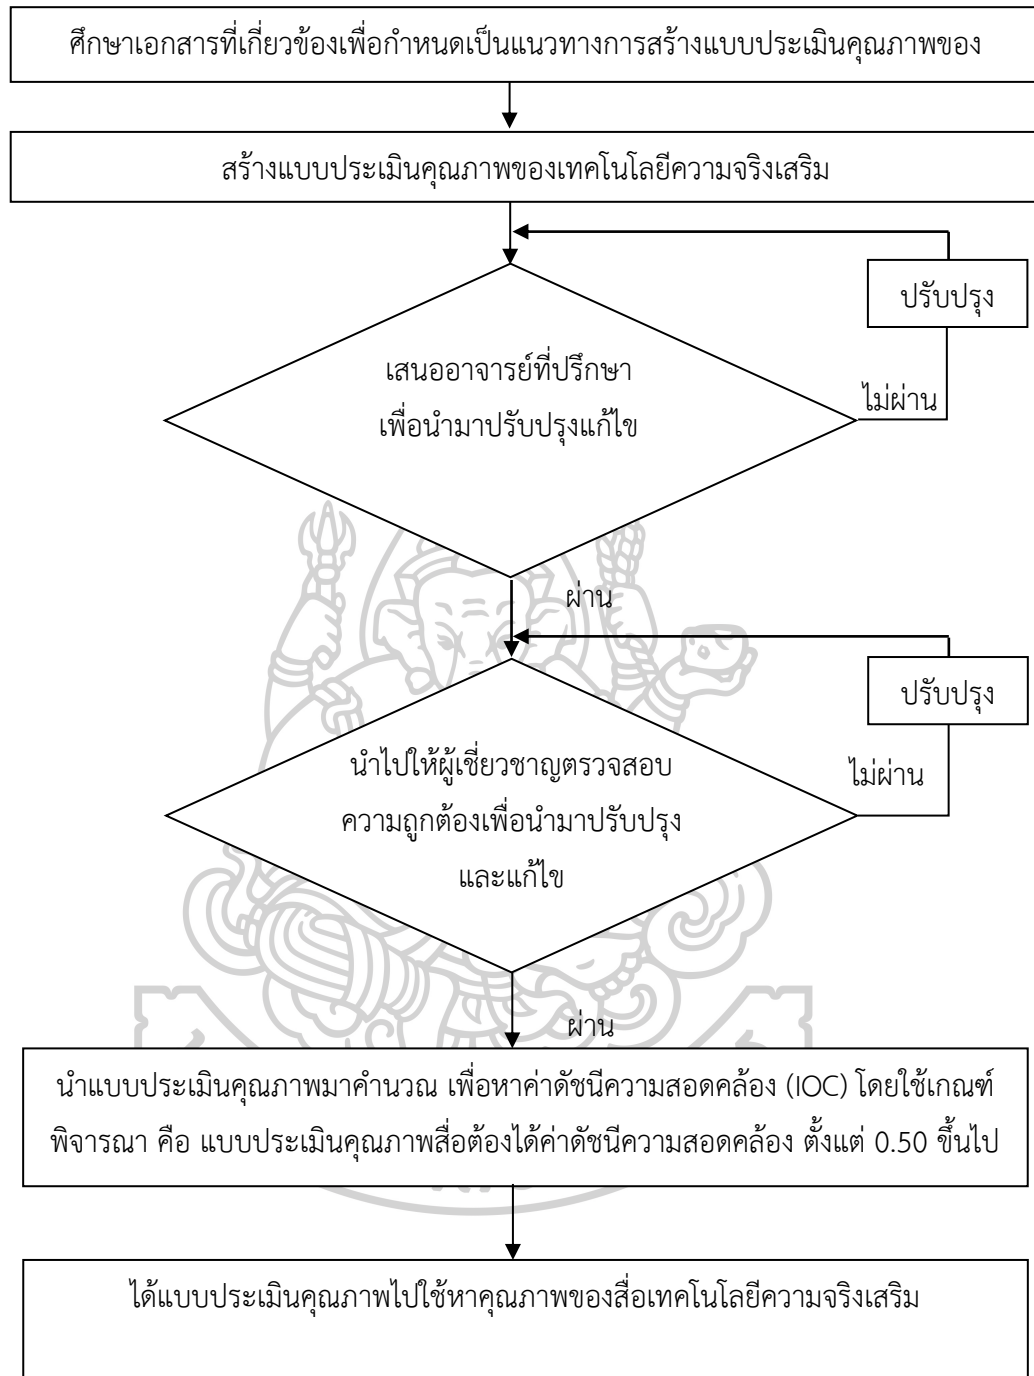 ศึกษาเอกสารที่เกี่ยวข้องเพื่อกำหนดเป็นแนวทางการสร้างแบบประเมินคุณภาพของ
สร้างแบบประเมินคุณภาพของเทคโนโลยีความจริงเสริม
ปรับปรุง
เสนออาจารย์ที่ปรึกษา
เพื่อนำมาปรับปรุงแก้ไข
ไม่ผ่าน
ผ่าน
ปรับปรุง
นำไปให้ผู้เชี่ยวชาญตรวจสอบ
ความถูกต้องเพื่อนำมาปรับปรุง
และแก้ไข
ไม่ผ่าน
ผ่าน
นำแบบประเมินคุณภาพมาคำนวณ เพื่อหาค่าดัชนีความสอดคล้อง (IOC) โดยใช้เกณฑ์
พิจารณา คือ แบบประเมินคุณภาพสื่อต้องได้ค่าดัชนีความสอดคล้อง ตั้งแต่ 0.50 ขึ้นไป
ได้แบบประเมินคุณภาพไปใช้หาคุณภาพของสื่อเทคโนโลยีความจริงเสริม